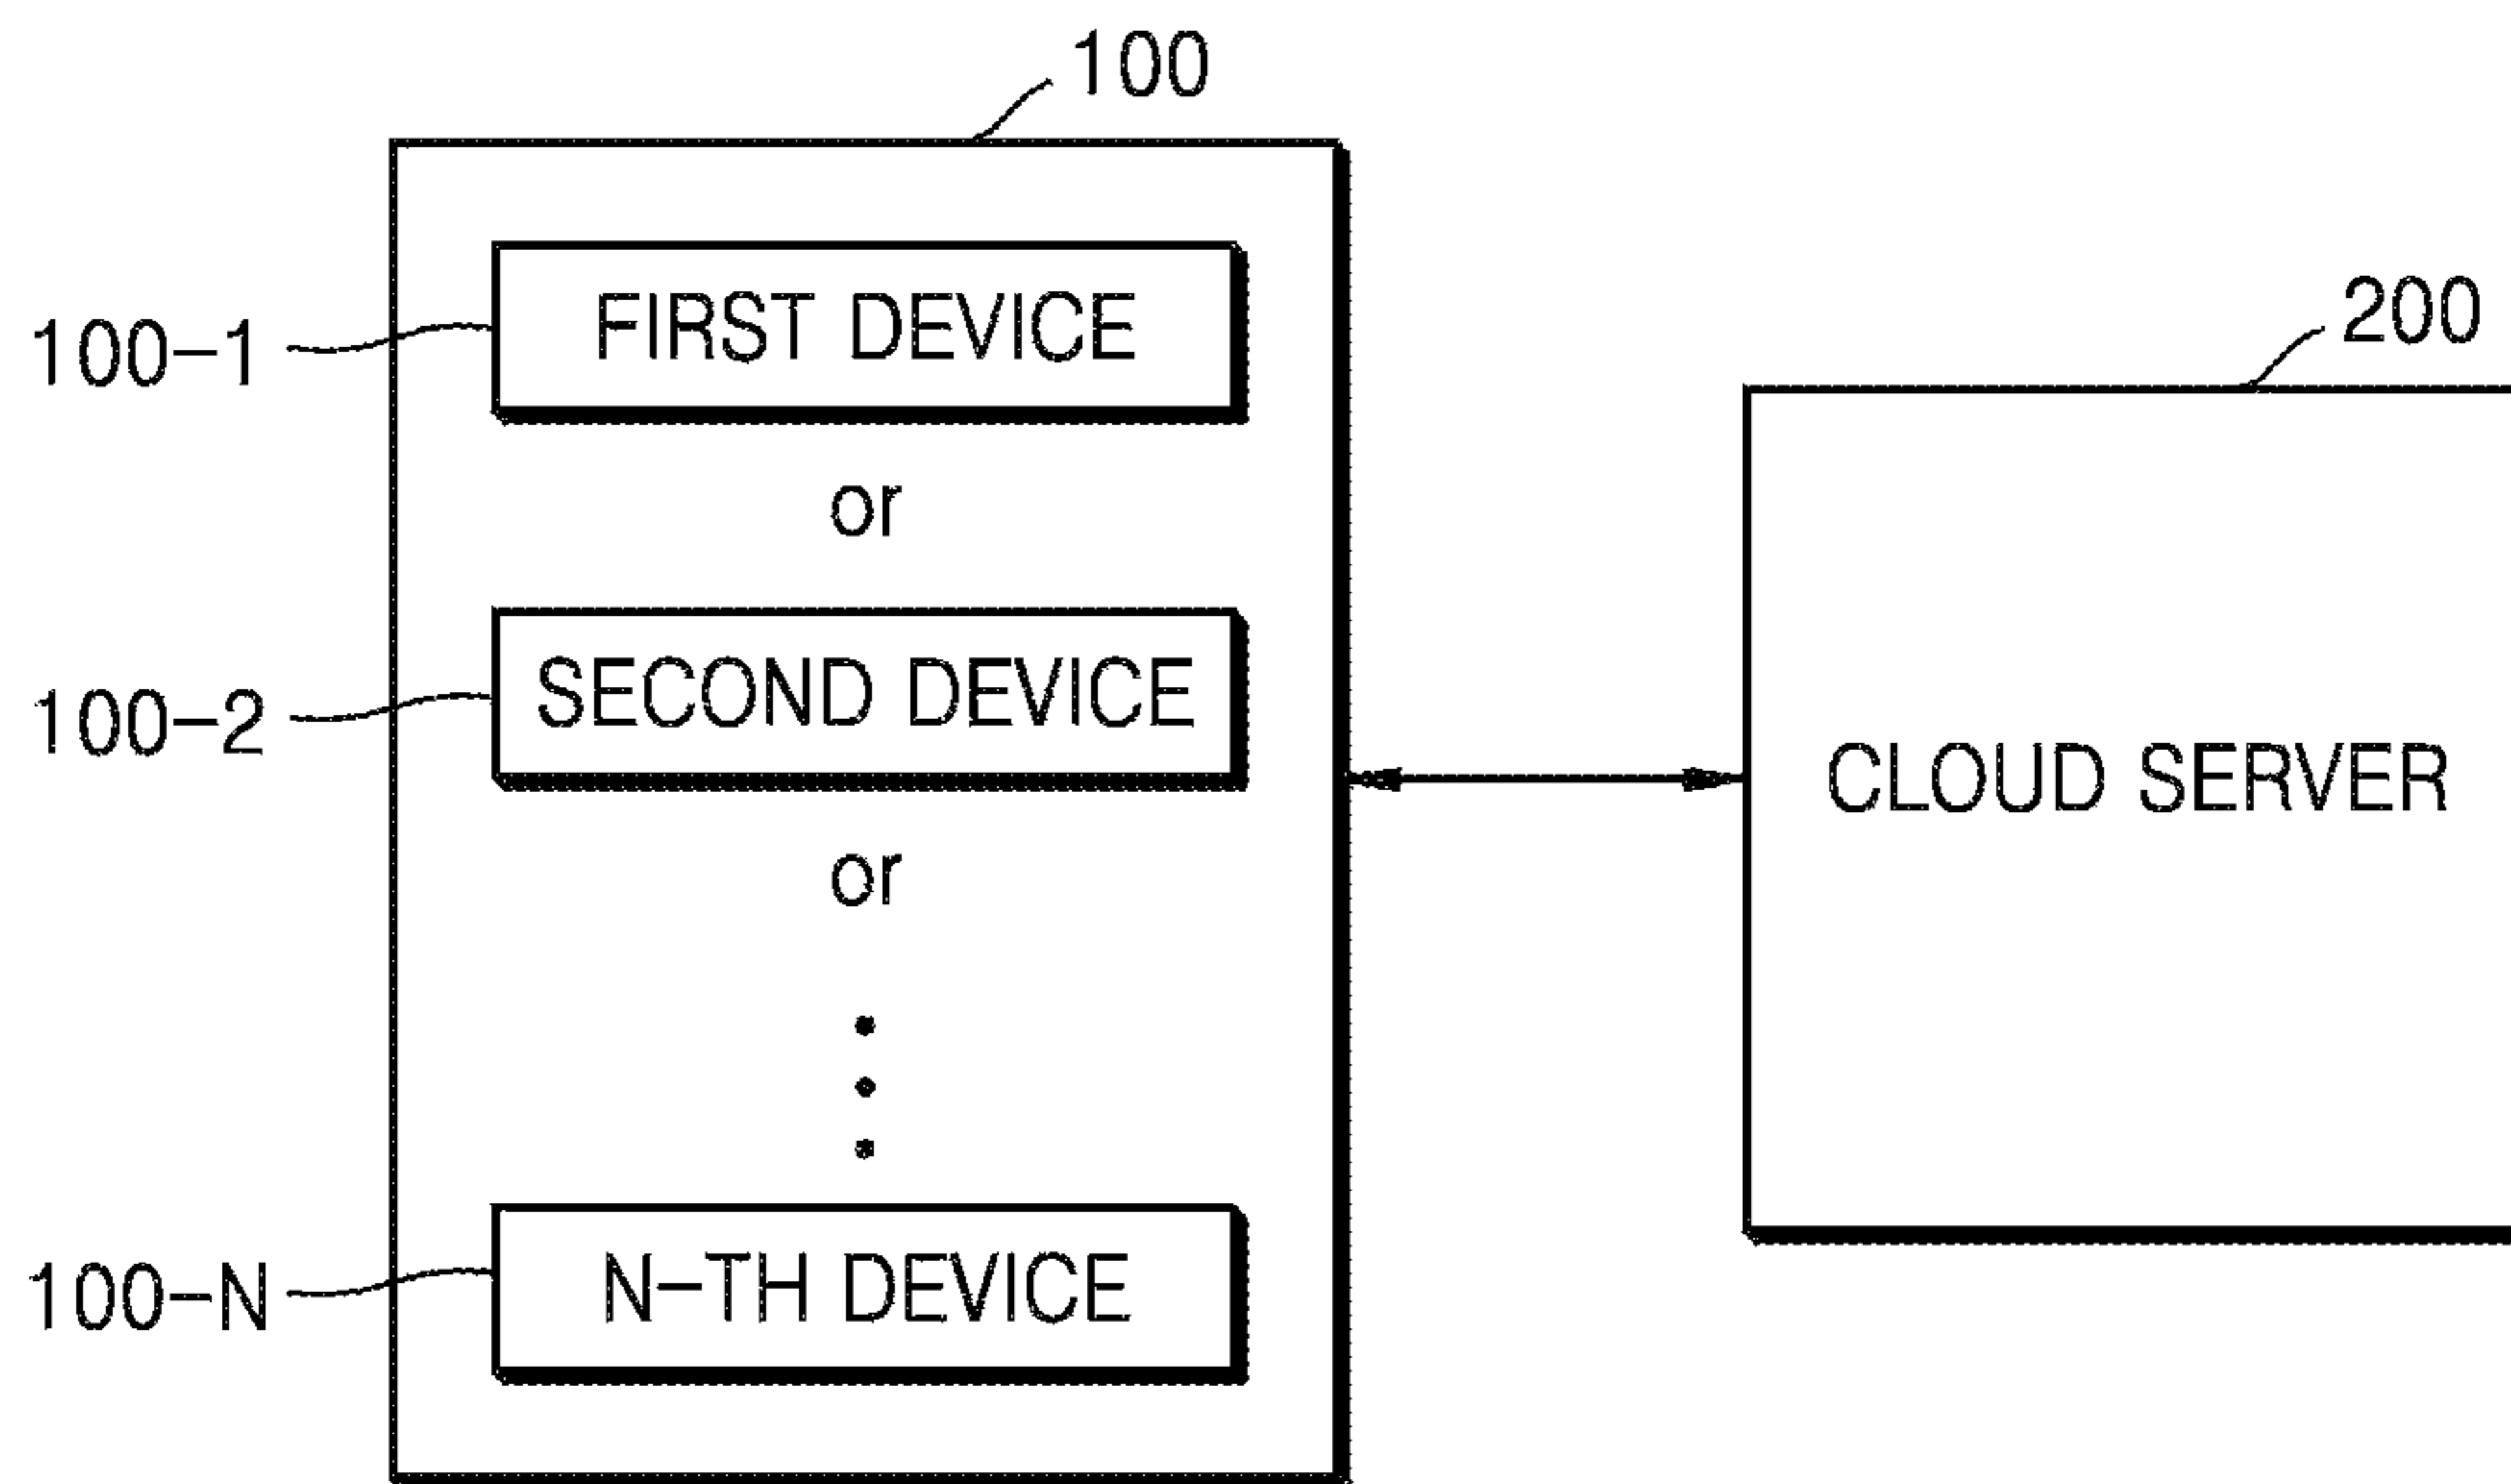 100
100-1
FIRST DEVICE
200
or
100-2
SECOND DEVICE
CLOUD SERVER
or
100-N
N-TH DEVICE